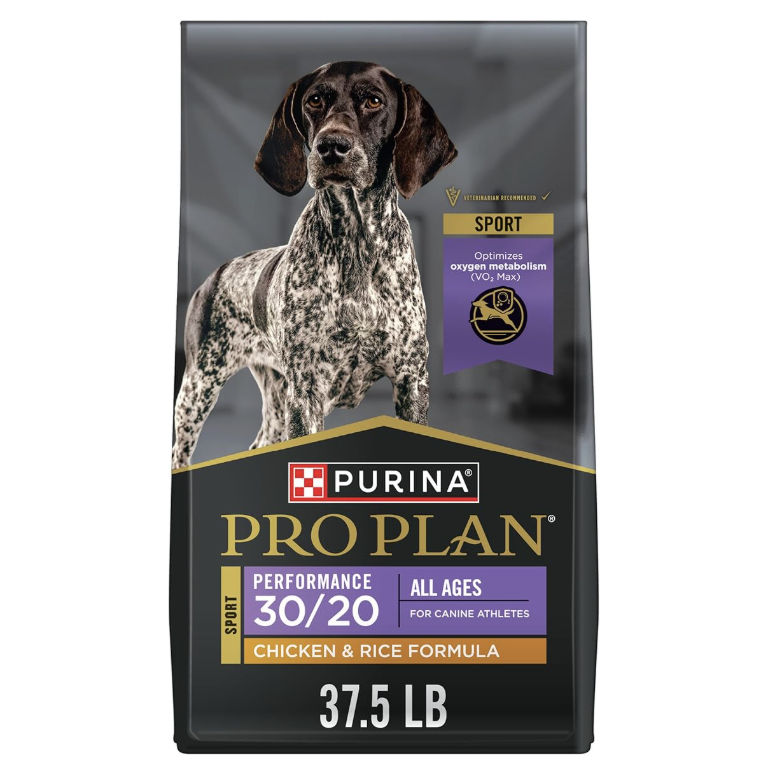 VETERINARIAN RECOMMENDED
SPORT
Optimizes
oxygen metabolism
(VO₂ Max)
PURINA®
PRO PLAN®
SPORT
PERFORMANCE
30/20
ALL AGES
FOR CANINE ATHLETES
CHICKEN & RICE FORMULA
37.5 LB